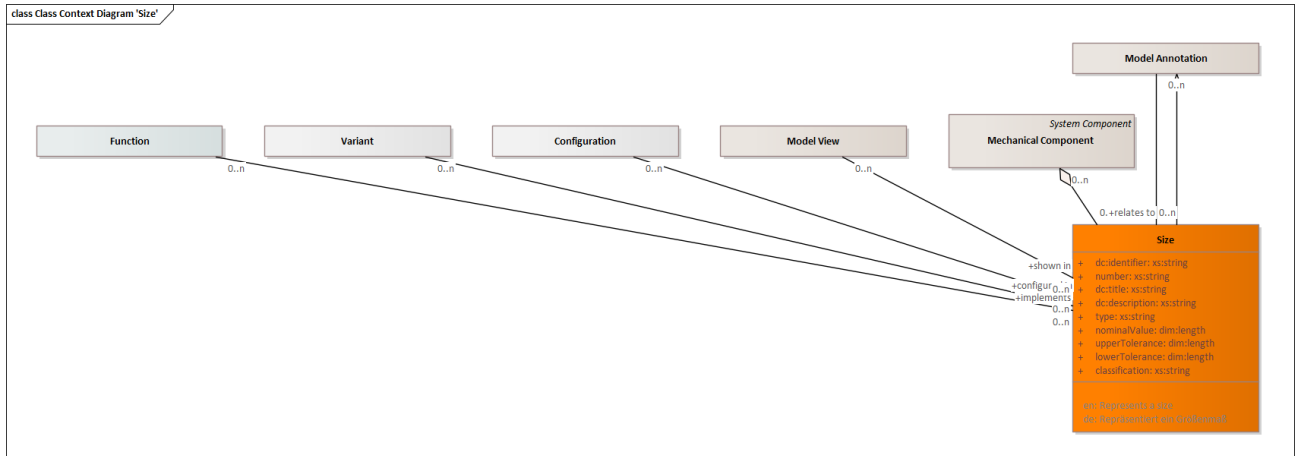 class Class Context Diagram 'Size'
Model Annotation
0..n
System Component
Mechanical Component
0..n
Function
0..n
Variant
0..n
Configuration
0..n
Model View
0..n
0.
+relates to
0..n
+shown in
0..n
+implements
0..n
0..n
Size
+ dc:identifier: xs:string
+ number: xs:string
+ dc:title: xs:string
+ dc:description: xs:string
+ type: xs:string
+ nominalValue: dim:length
+ upperTolerance: dim:length
+ lowerTolerance: dim:length
+ classification: xs:string
en: Represents a size
de: Repräsentiert ein Größenmaß